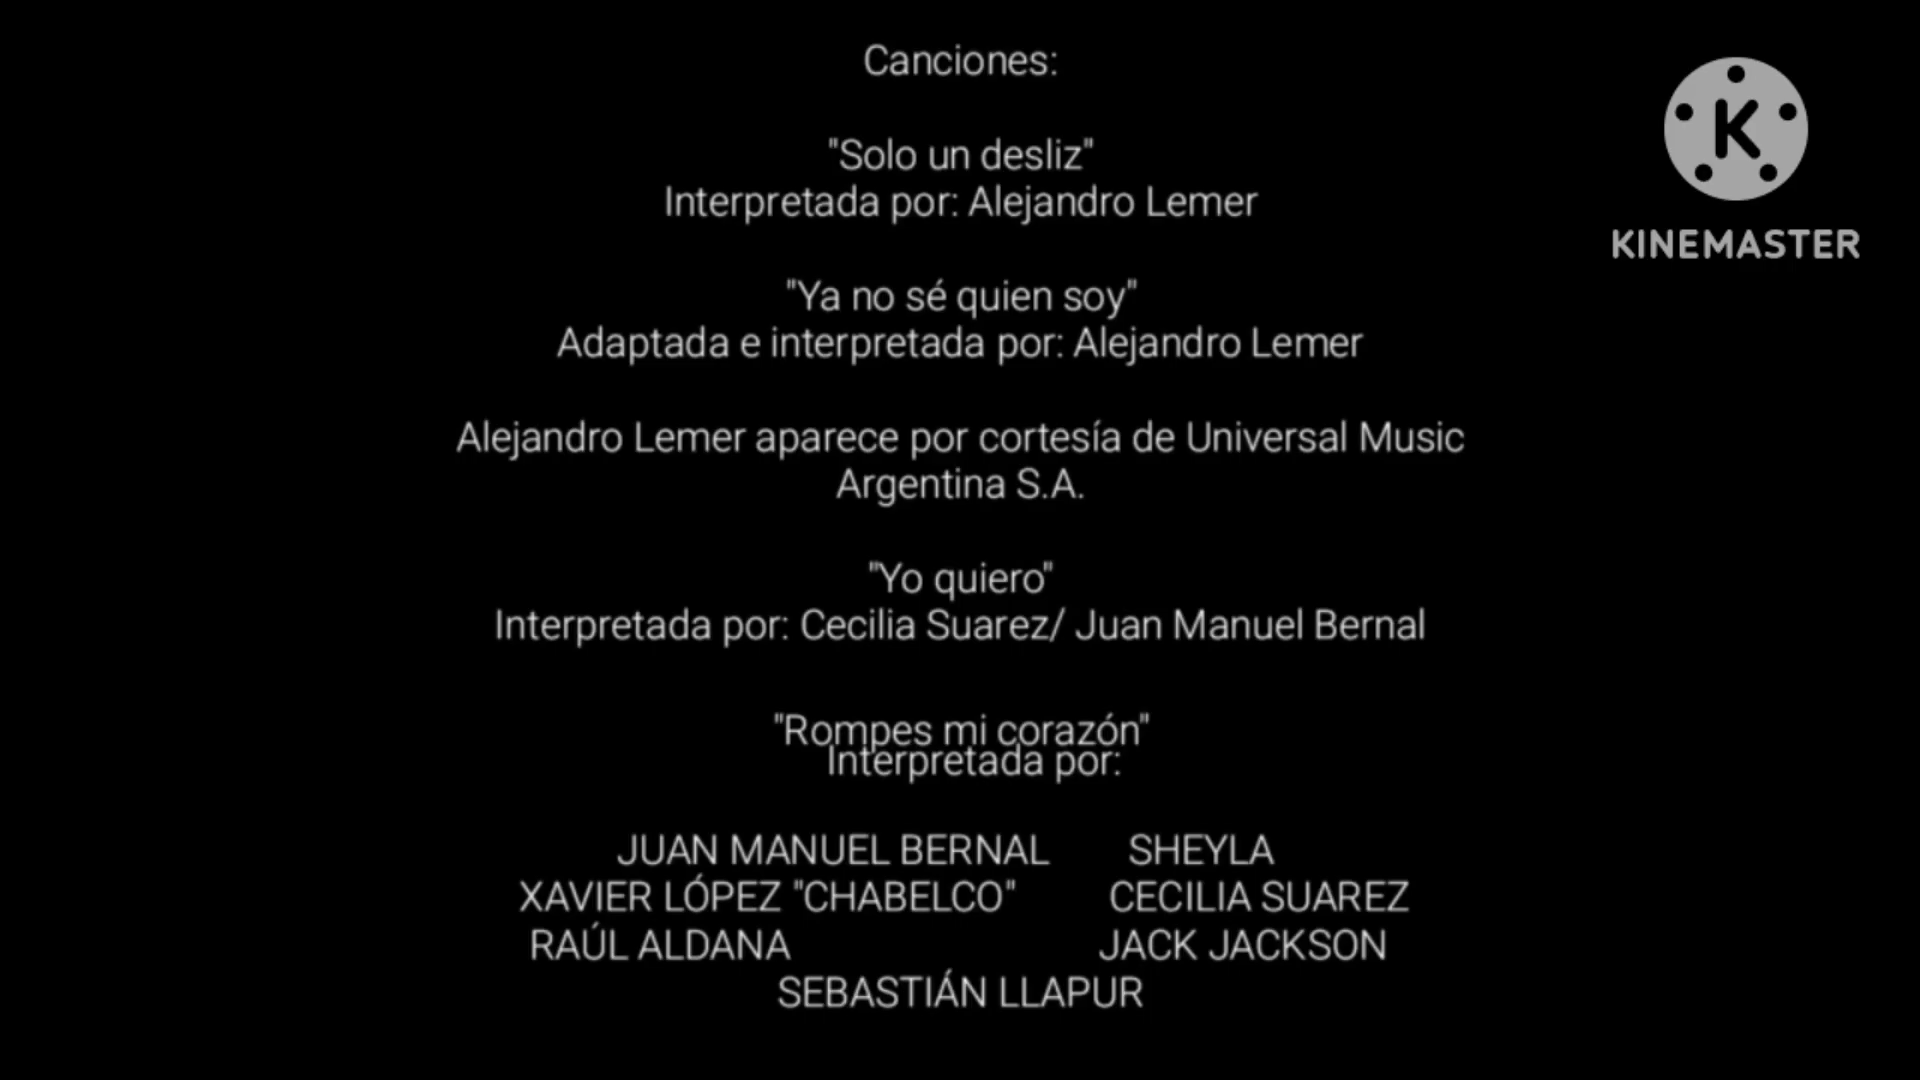 Canciones:
"Solo un desliz"
Interpretada por: Alejandro Lemer
"Ya no sé quien soy"
Adaptada e interpretada por: Alejandro Lemer
Alejandro Lemer aparece por cortesía de Universal Music
Argentina S.A.
"Yo quiero"
Interpretada por: Cecilia Suarez/ Juan Manuel Bernal
"Rompes mi corazón"
Interpretada por:
JUAN MANUEL BERNAL SHEYLA
XAVIER LÓPEZ "CHABELCO" CECILIA SUAREZ
RAÚL ALDANA JACK JACKSON
SEBASTIÁN LLAPUR
K
KINEMASTER